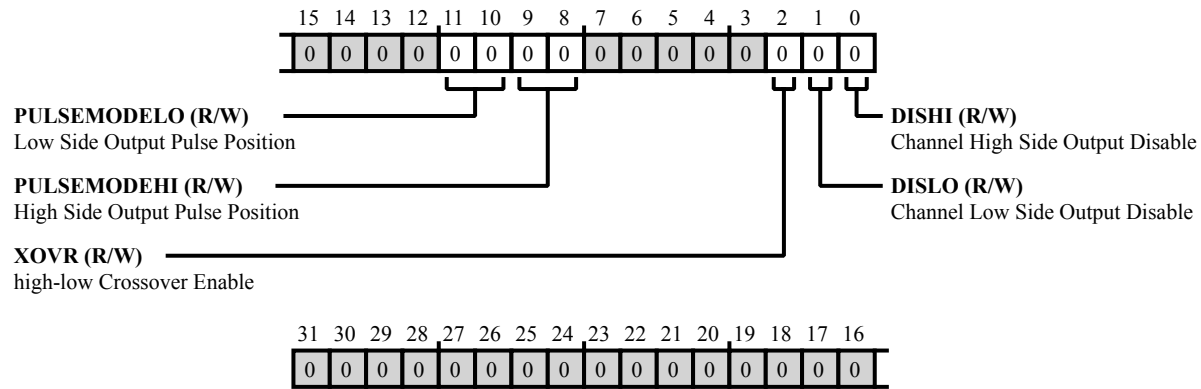 15 14 13 12 11 10 9 8 7 6 5 4 3 2 1 0
0 0 0 0 0 0 0 0 0 0 0 0 0 0 0 0
PULSEMODELO (R/W)
Low Side Output Pulse Position
PULSEMODEHI (R/W)
High Side Output Pulse Position
XOVR (R/W)
high-low Crossover Enable
DISHI (R/W)
Channel High Side Output Disable
DISLO (R/W)
Channel Low Side Output Disable
31 30 29 28 27 26 25 24 23 22 21 20 19 18 17 16
0 0 0 0 0 0 0 0 0 0 0 0 0 0 0 0